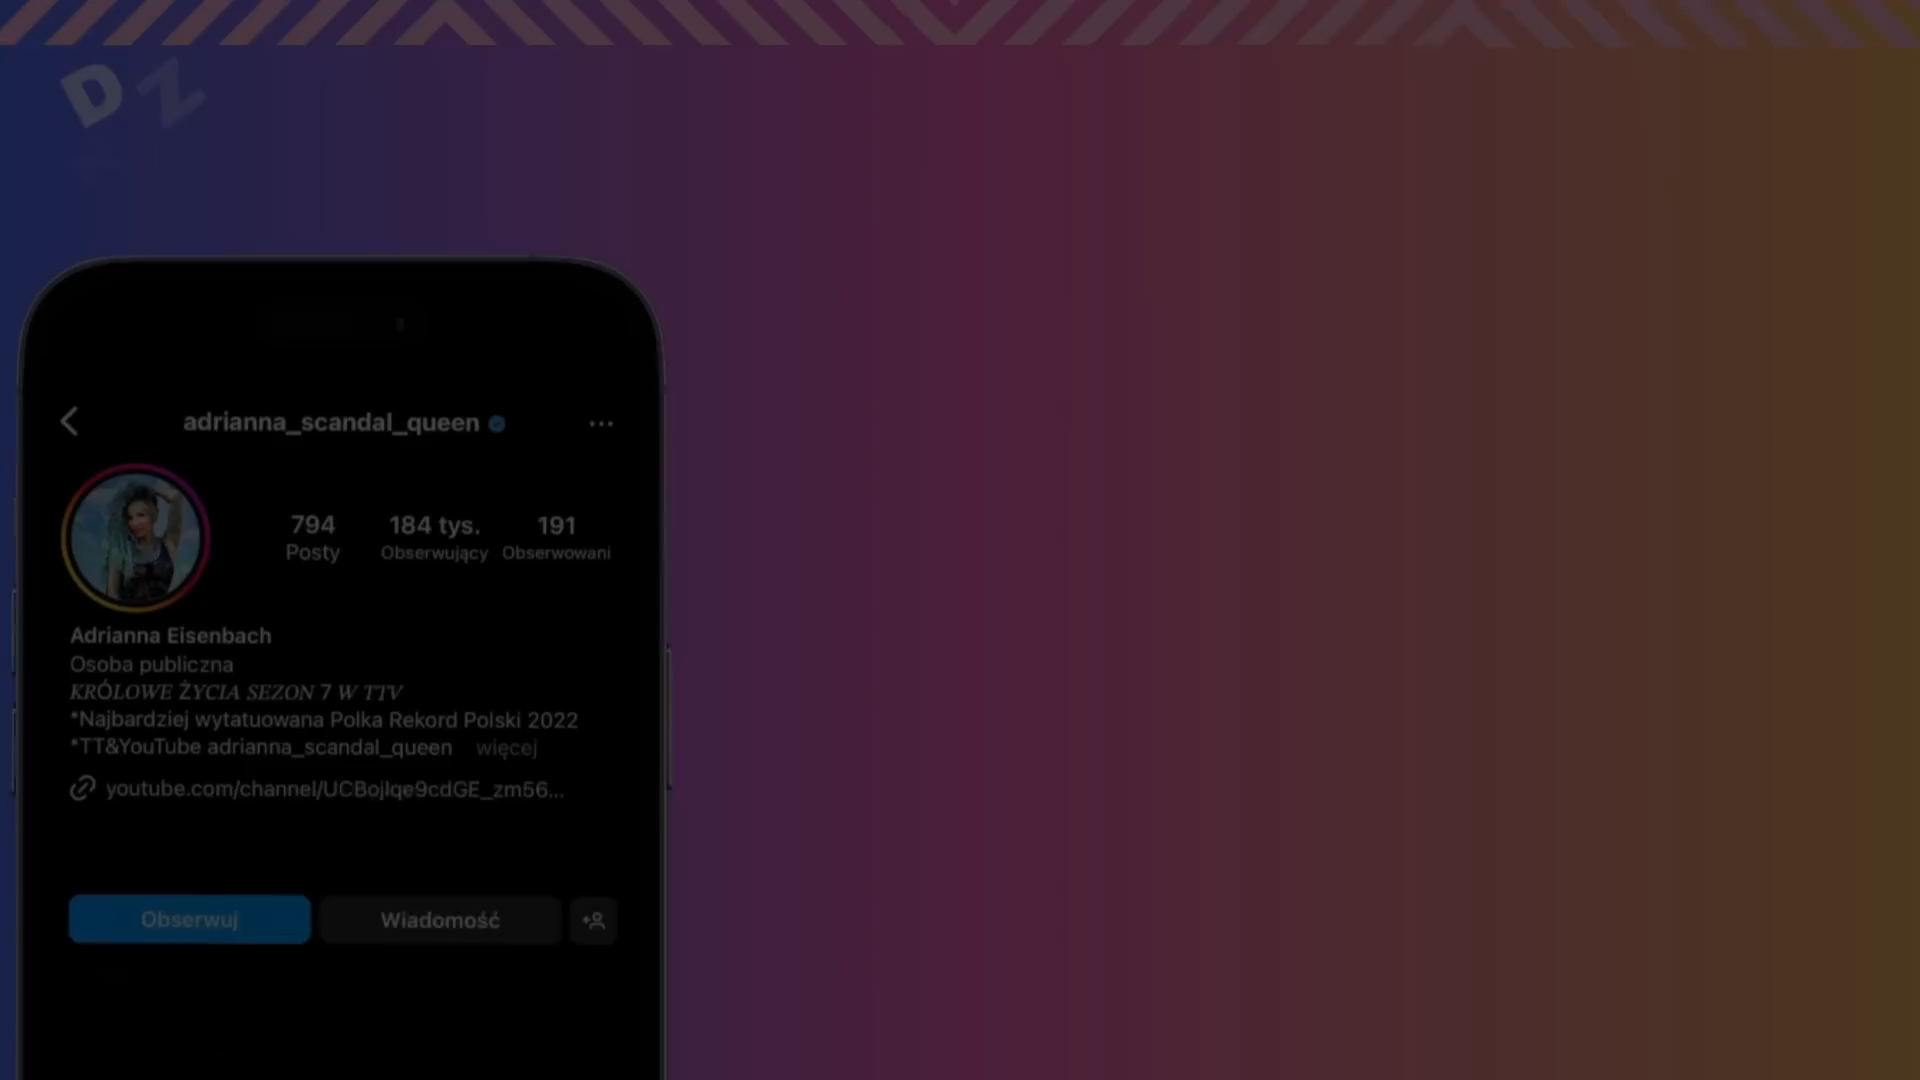 DZ
adrianna_scandal_queen
794
184 tys.
191
Posty
Obserwujący
Obserwowani
Adrianna Eisenbach
Osoba publiczna
KRÓLOWE ŻYCIA SEZON 7 W TTV
*Najbardziej wytatuowana Polka Rekord Polski 2022
*TT&YouTube adrianna_scandal_queen więcej
youtube.com/channel/UCBojlqe9cdGE_zm56...
Obserwuj
Wiadomość